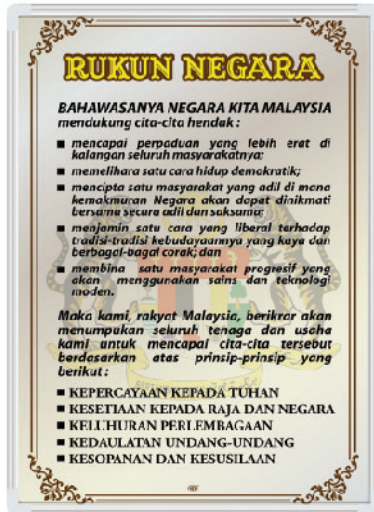 RUKUN NEGARA
BAHAWASANYA NEGARA KITA MALAYSIA
mendukung cita-cita hendak :
■ mencapai perpaduan yang lebih erat di
kalangan seluruh masyarakatnya;
■ memelihara satu cara hidup demokratik;
■ mencipta satu masyarakat yang adil di mana
kemakmuran Negara akan dapat dinikmati
bersama secara adil dan saksama;
■ menjamin satu cara yang liberal terhadap
tradisi-tradisi kebudayaannya yang kaya dan
berbagai-bagai corak; dan
■ membina satu masyarakat progresif yang
akan menggunakan sains dan teknologi
moden.
Maka kami, rakyat Malaysia, berikrar akan
menumpukan seluruh tenaga dan usaha
kami untuk mencapai cita-cita tersebut
berdasarkan atas prinsip-prinsip yang
berikut :
■ KEPERCAYAAN KEPADA TUHAN
■ KESETIAAN KEPADA RAJA DAN NEGARA
■ KELUHURAN PERLEMBAGAAN
■ KEDAULATAN UNDANG-UNDANG
■ KESOPANAN DAN KESUSILAAN